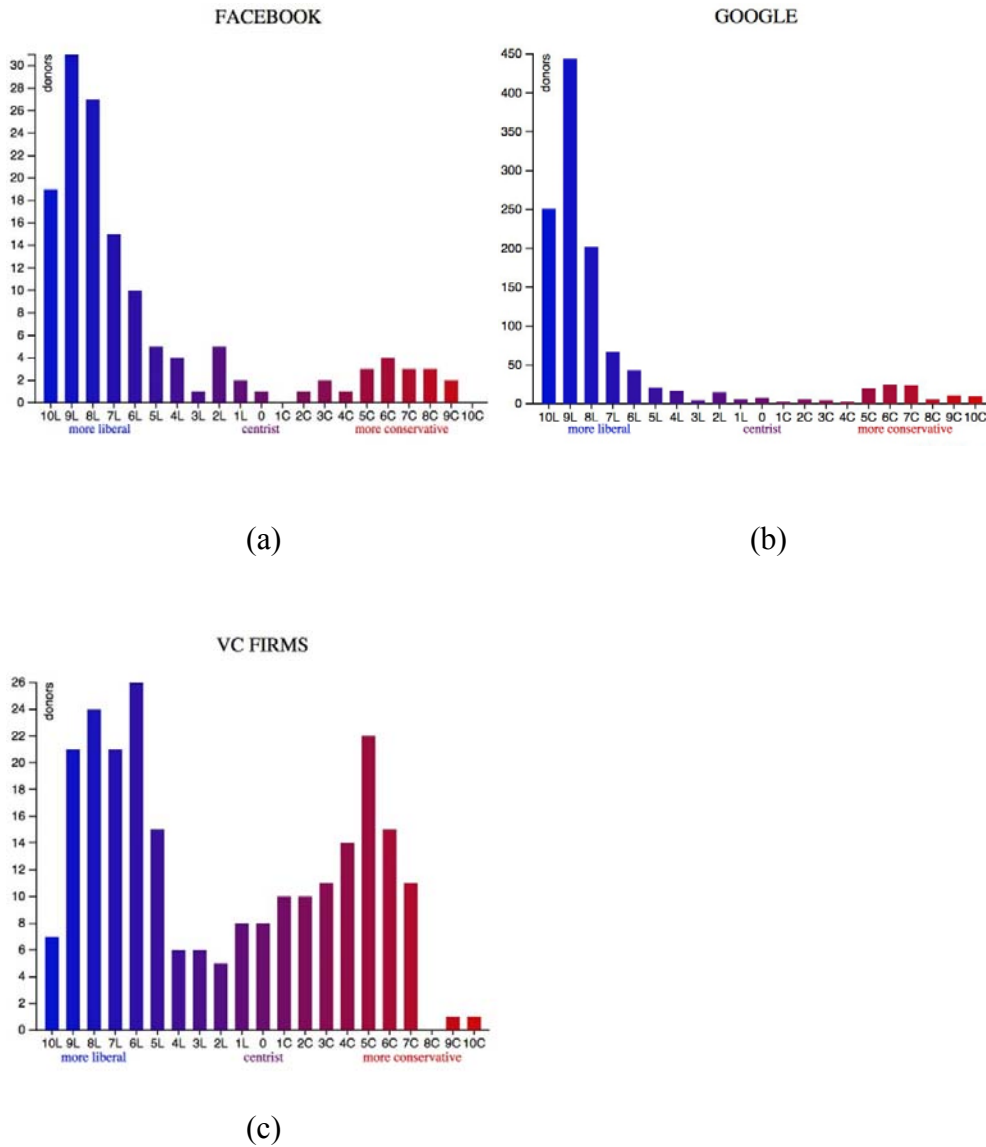 FACEBOOK
donors
30
28
26
24
22
20
18
16
14
12
10
8
6
4
2
0
10L 9L 8L 7L 6L 5L 4L 3L 2L 1L 0 1C 2C 3C 4C 5C 6C 7C 8C 9C 10C
more liberal centrist more conservative
(a)
GOOGLE
donors
450
400
350
300
250
200
150
100
50
0
10L 9L 8L 7L 6L 5L 4L 3L 2L 1L 0 1C 2C 3C 4C 5C 6C 7C 8C 9C 10C
more liberal centrist more conservative
(b)
VC FIRMS
donors
26
24
22
20
18
16
14
12
10
8
6
4
2
0
10L 9L 8L 7L 6L 5L 4L 3L 2L 1L 0 1C 2C 3C 4C 5C 6C 7C 8C 9C 10C
more liberal centrist more conservative
(c)